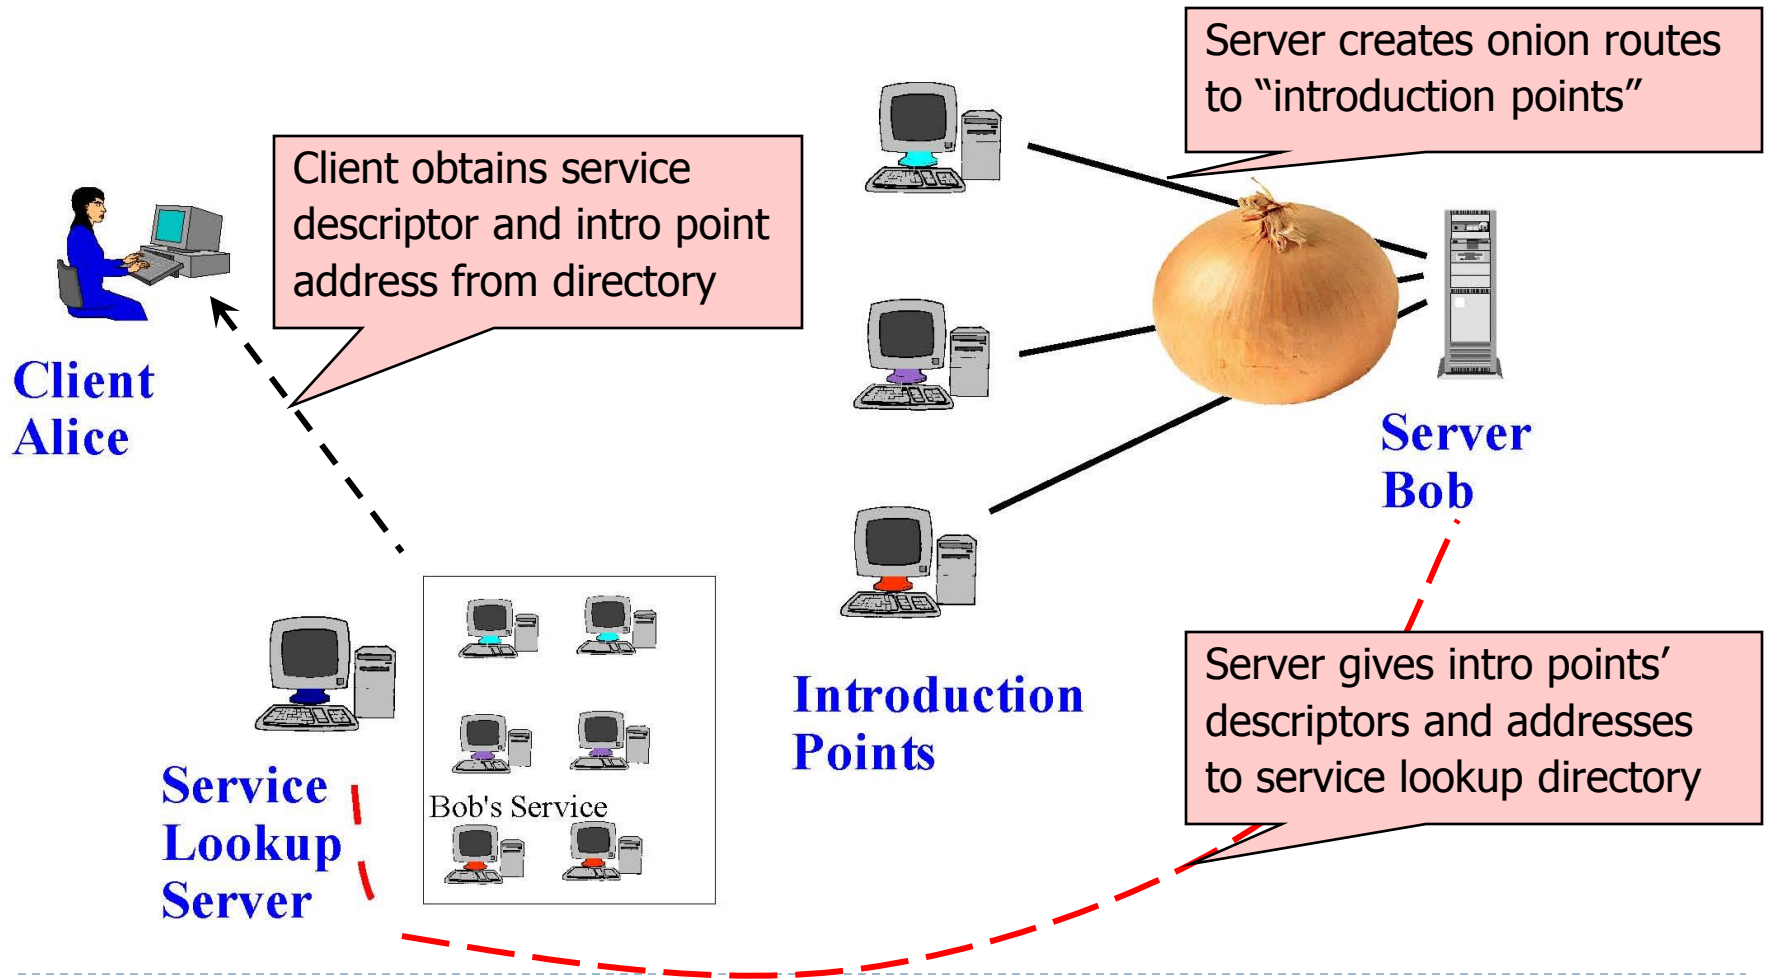 Server creates onion routes
to “introduction points”
Client obtains service
descriptor and intro point
address from directory
Client
Alice
Server
Bob
Introduction
Points
Server gives intro points’
descriptors and addresses
to service lookup directory
Service
Lookup
Server
Bob's Service